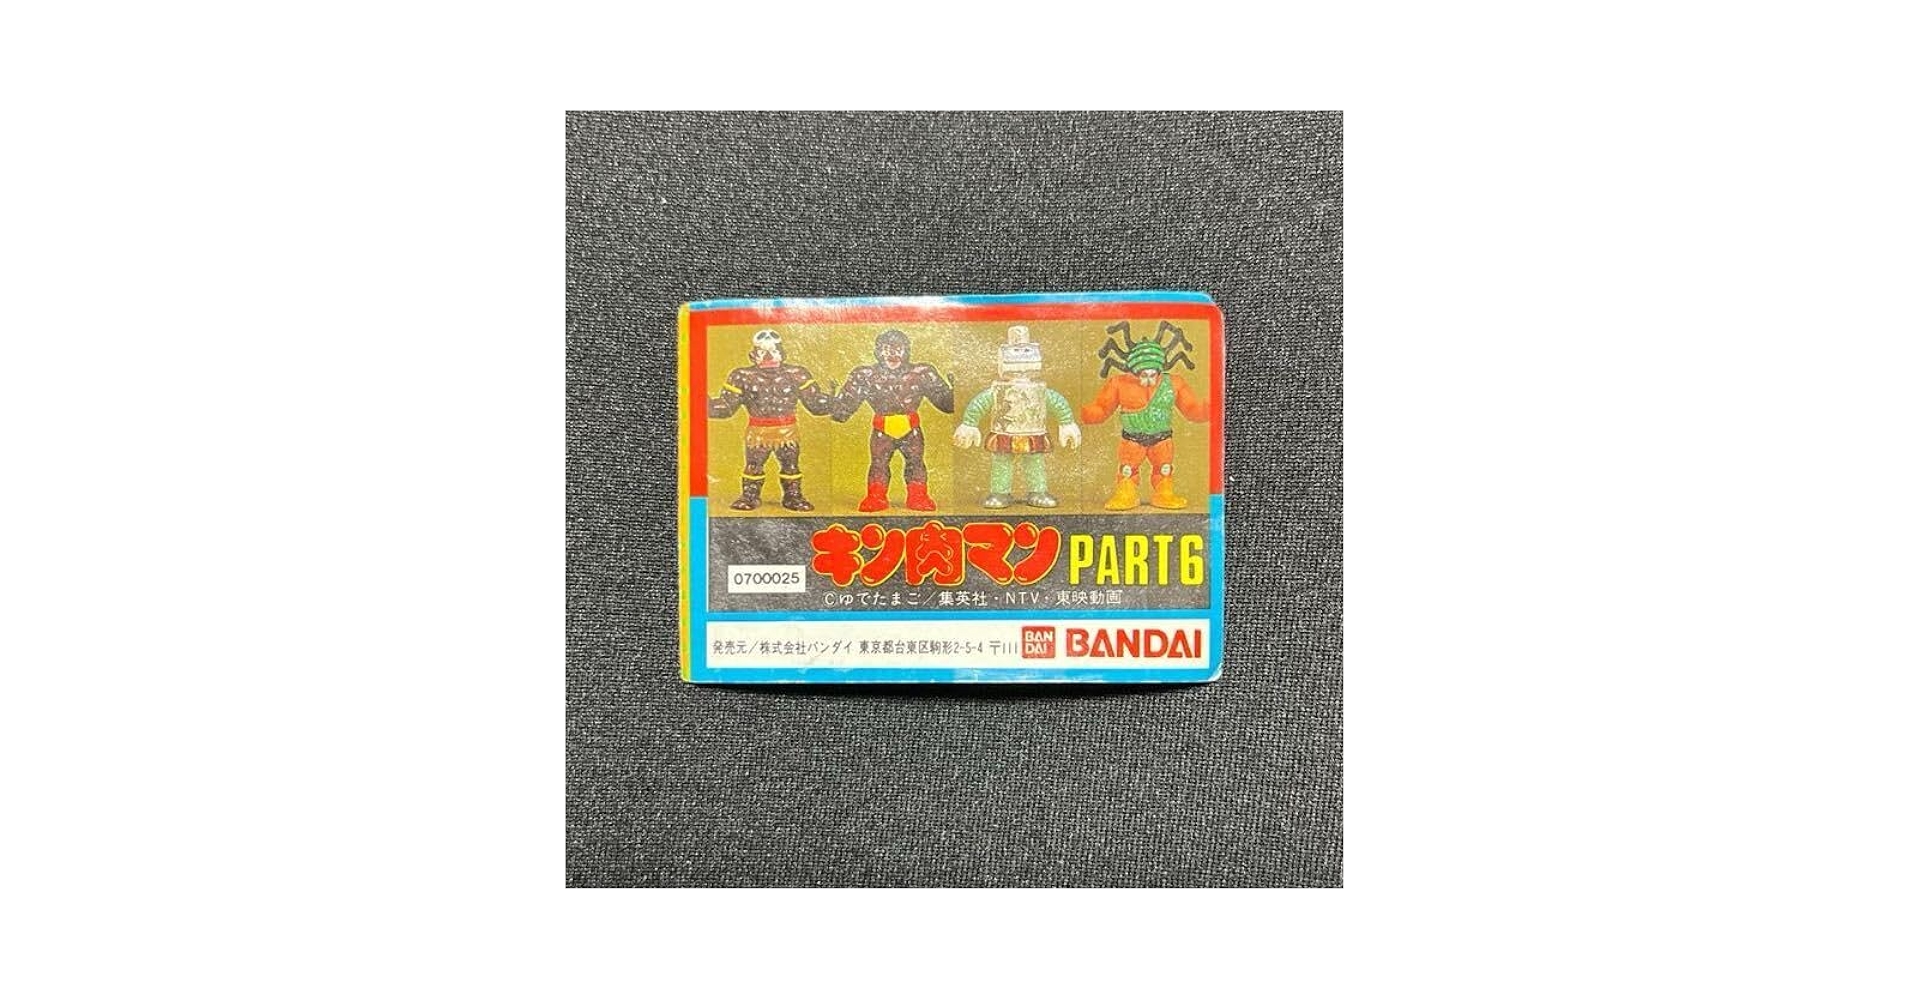 キン肉マン PART6
0700025
©ゆでたまご／集英社・NTV・東映動画
発売元／株式会社バンダイ 東京都台東区駒形2-5-4 〒111 BAN DAI BANDAI